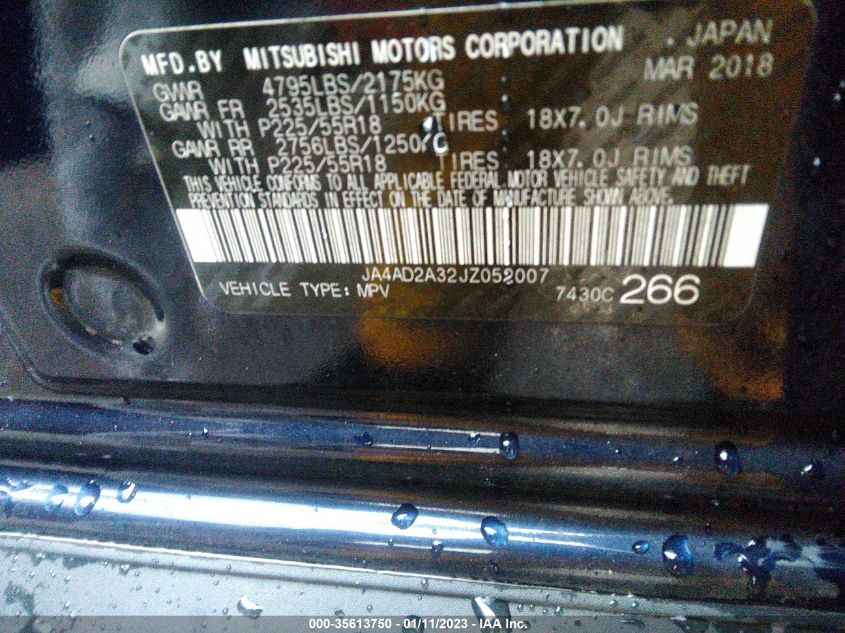 MFD.BY MITSUBISHI MOTORS CORPORATION . JAPAN
MAR 2018
GVWR 4795LBS/2175KG
GAWR FR 2535LBS/1150KG
WITH P225/55R18 TIRES 18X7.0J RIMS
GAWR RR 2756LBS/1250KG
WITH P225/55R18 TIRES 18X7.0J RIMS
THIS VEHICLE CONFORMS TO ALL APPLICABLE FEDERAL MOTOR VEHICLE SAFETY AND THEFT
PREVENTION STANDARDS IN EFFECT ON THE DATE OF MANUFACTURE SHOWN ABOVE.
JA4AD2A32JZ052007
VEHICLE TYPE: MPV 7430C 266
000-35613750 - 01/11/2023 - IAA Inc.